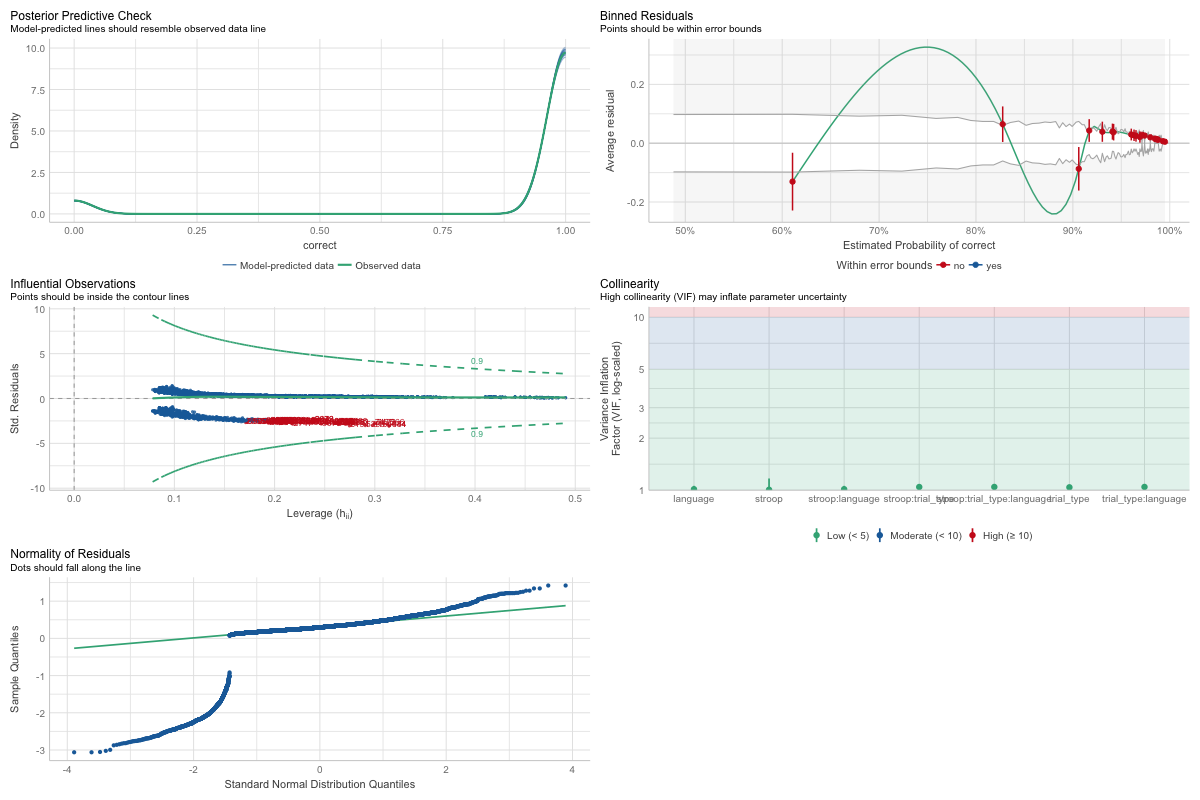 Posterior Predictive Check
Model-predicted lines should resemble observed data line
10.0
7.5
5.0
2.5
0.0
Density
0.00 0.25 0.50 0.75 1.00
correct
Model-predicted data Observed data
Binned Residuals
Points should be within error bounds
0.2
0.0
-0.2
Average residual
50% 60% 70% 80% 90% 100%
Estimated Probability of correct
Within error bounds no yes
Influential Observations
Points should be inside the contour lines
10
5
0
-5
-10
Std. Residuals
0.9
0.9
0.0 0.1 0.2 0.3 0.4 0.5
Leverage (hii)
Collinearity
High collinearity (VIF) may inflate parameter uncertainty
10
5
3
2
1
Variance Inflation
Factor (VIF, log-scaled)
language stroop stroop:language stroop:trial_type stroop:trial_type:language trial_type trial_type:language
Low (< 5) Moderate (< 10) High (≥ 10)
Normality of Residuals
Dots should fall along the line
1
0
-1
-2
-3
Sample Quantiles
-4 -2 0 2 4
Standard Normal Distribution Quantiles